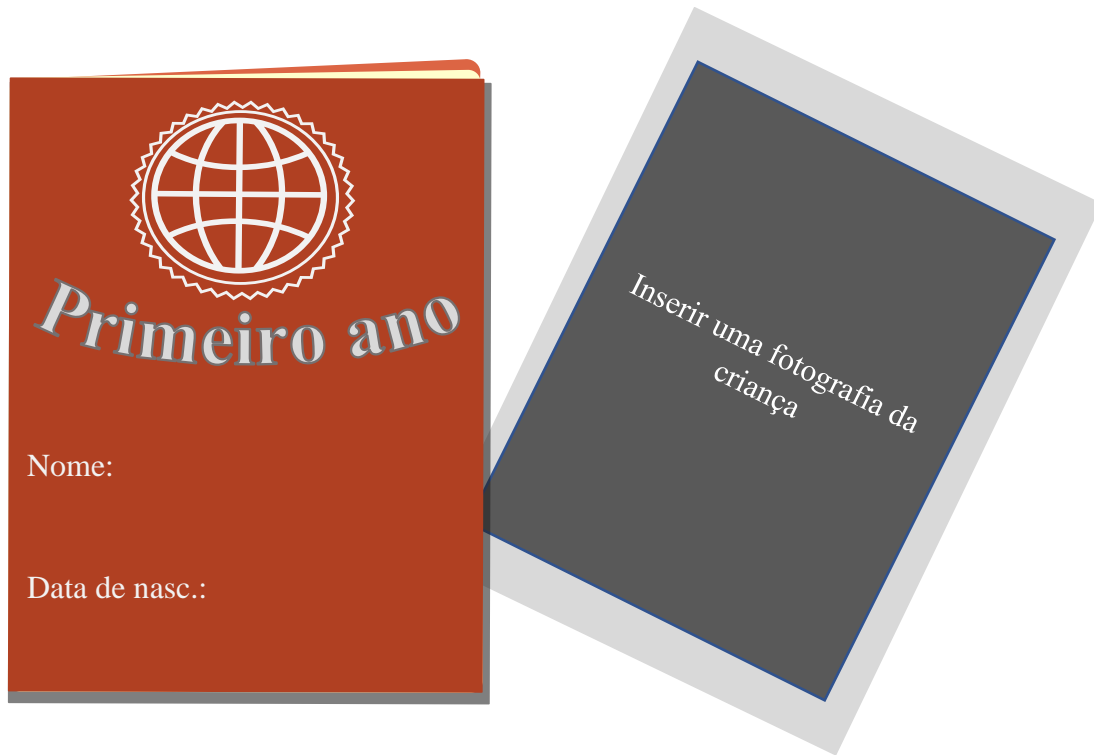 Primeiro ano
Nome:
Data de nasc.:
Inserir uma fotografia da
criança